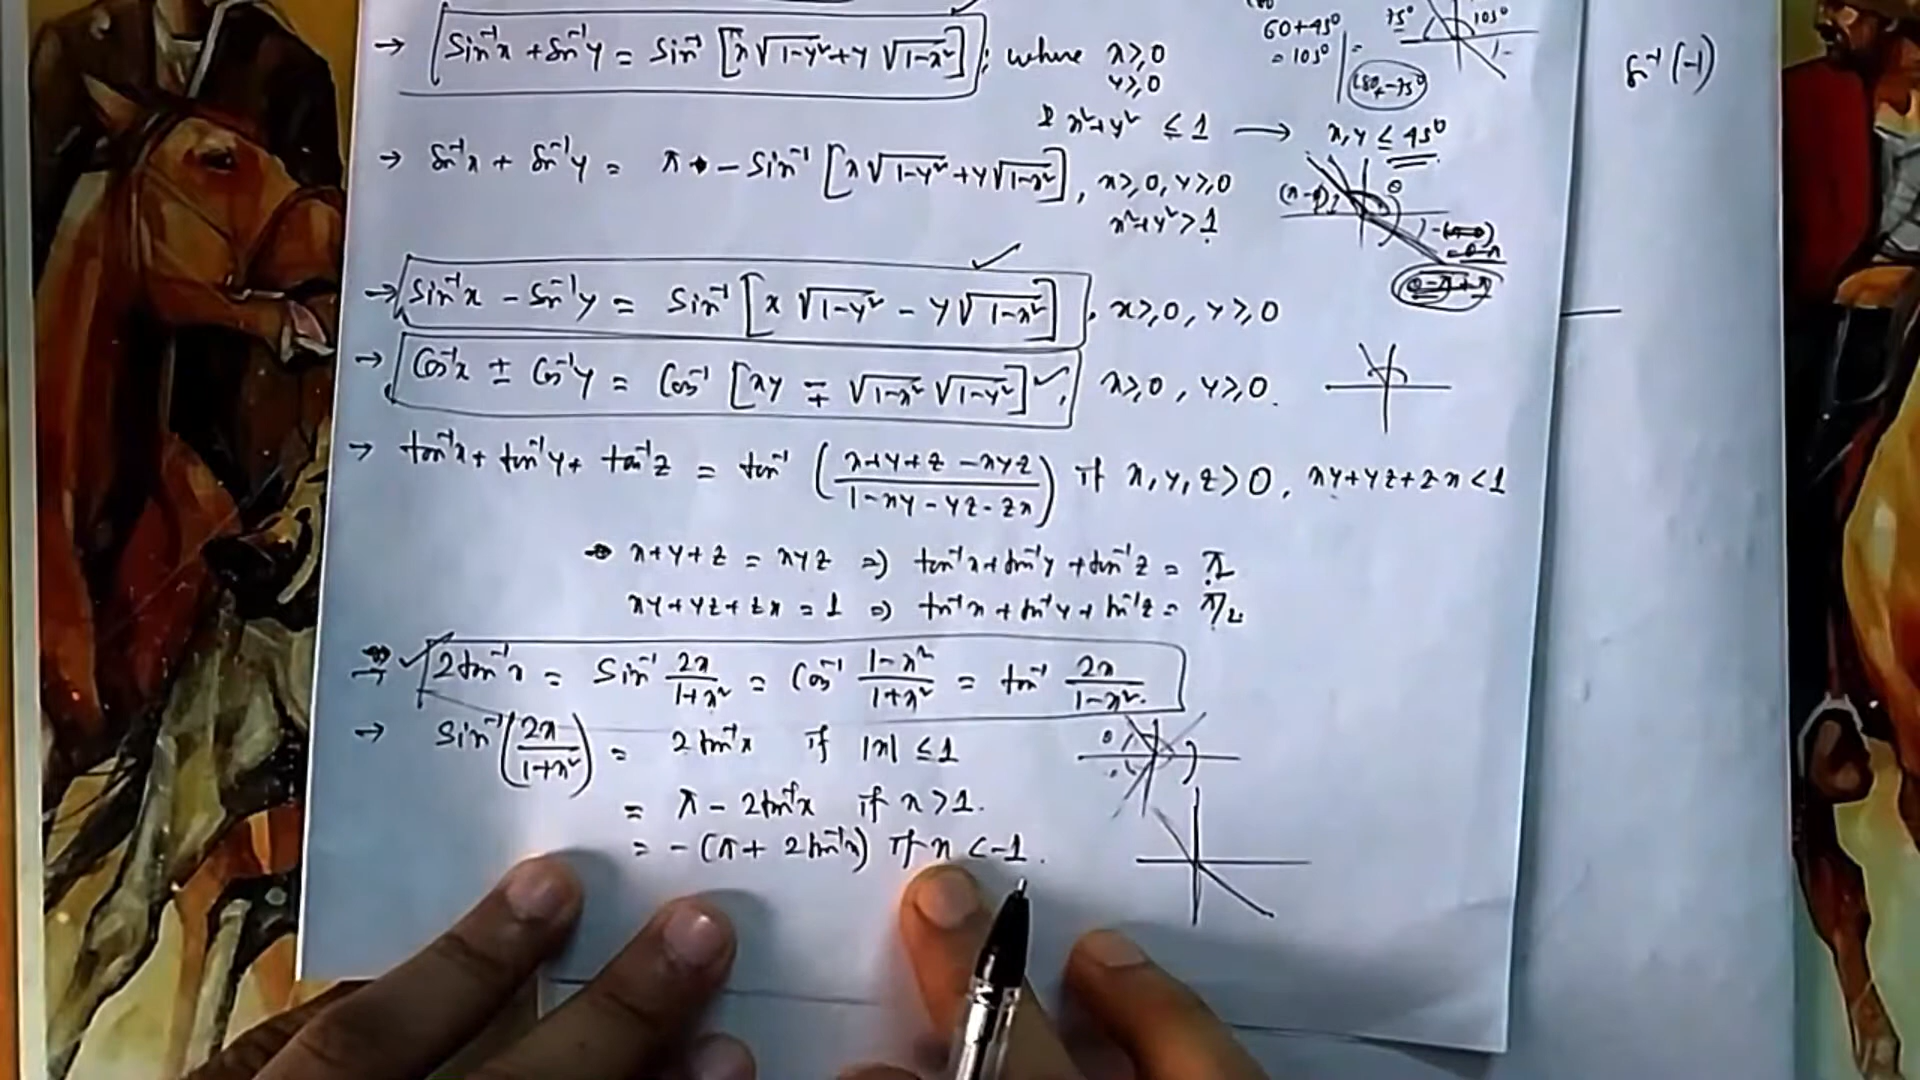 → Sin⁻¹x + Sin⁻¹y = Sin⁻¹ [x √1-y² + y √1-x²] ; where x ≥ 0
y ≥ 0
& x² + y² ≤ 1 → x, y ≤ 45°
60 + 45°
= 105°
180 - 75°
75°
105°
Sin⁻¹ (-1)
→ Sin⁻¹x + Sin⁻¹y = π - Sin⁻¹ [x √1-y² + y √1-x²], x ≥ 0, y ≥ 0
x² + y² > 1
→ Sin⁻¹x - Sin⁻¹y = Sin⁻¹ [x √1-y² - y √1-x²], x ≥ 0, y ≥ 0
→ Cos⁻¹x ± Cos⁻¹y = Cos⁻¹ [xy ∓ √1-x² √1-y²], x ≥ 0, y ≥ 0.
→ tan⁻¹x + tan⁻¹y + tan⁻¹z = tan⁻¹ ((x+y+z - xyz)/(1-xy-yz-zx)) if x, y, z > 0, xy+yz+zx < 1
→ x+y+z = xyz ⇒ tan⁻¹x + tan⁻¹y + tan⁻¹z = π
xy+yz+zx = 1 ⇒ tan⁻¹x + tan⁻¹y + tan⁻¹z = π/2
→ 2tan⁻¹x = Sin⁻¹ 2x/(1+x²) = Cos⁻¹ (1-x²)/(1+x²) = tan⁻¹ 2x/(1-x²)
→ Sin⁻¹ (2x/(1+x²)) = 2tan⁻¹x if |x| ≤ 1
= π - 2tan⁻¹x if x > 1.
= -(π + 2tan⁻¹x) if x < -1.